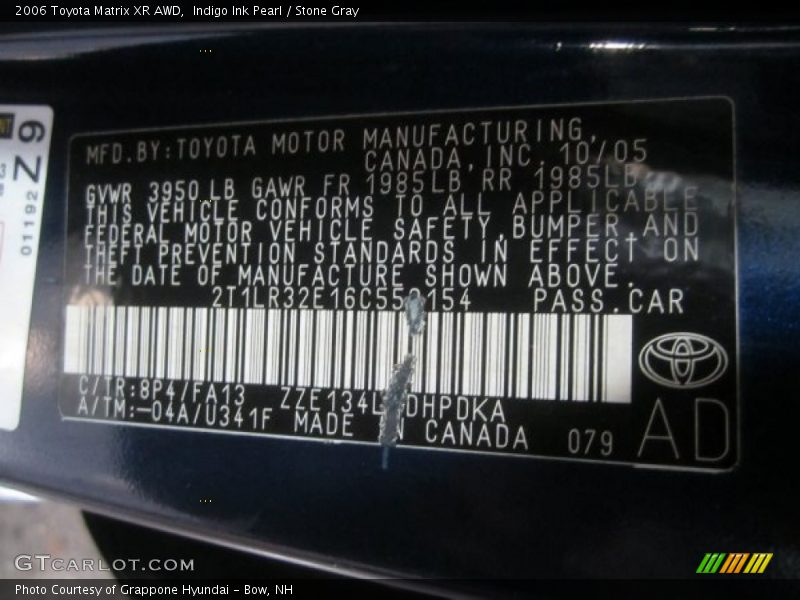 2006 Toyota Matrix XR AWD, Indigo Ink Pearl / Stone Gray
Z9
01192
MFD.BY:TOYOTA MOTOR MANUFACTURING,
CANADA,INC. 10/05
GVWR 3950 LB GAWR FR 1985LB RR 1985LB
THIS VEHICLE CONFORMS TO ALL APPLICABLE
FEDERAL MOTOR VEHICLE SAFETY,BUMPER,AND
THEFT PREVENTION STANDARDS IN EFFECT ON
THE DATE OF MANUFACTURE SHOWN ABOVE.
PASS.CAR
C/TR:8P4/FA13
A/TM:-04A/U341F MADE CANADA 079
AD
GTCARLOT.COM
Photo Courtesy of Grappone Hyundai - Bow, NH